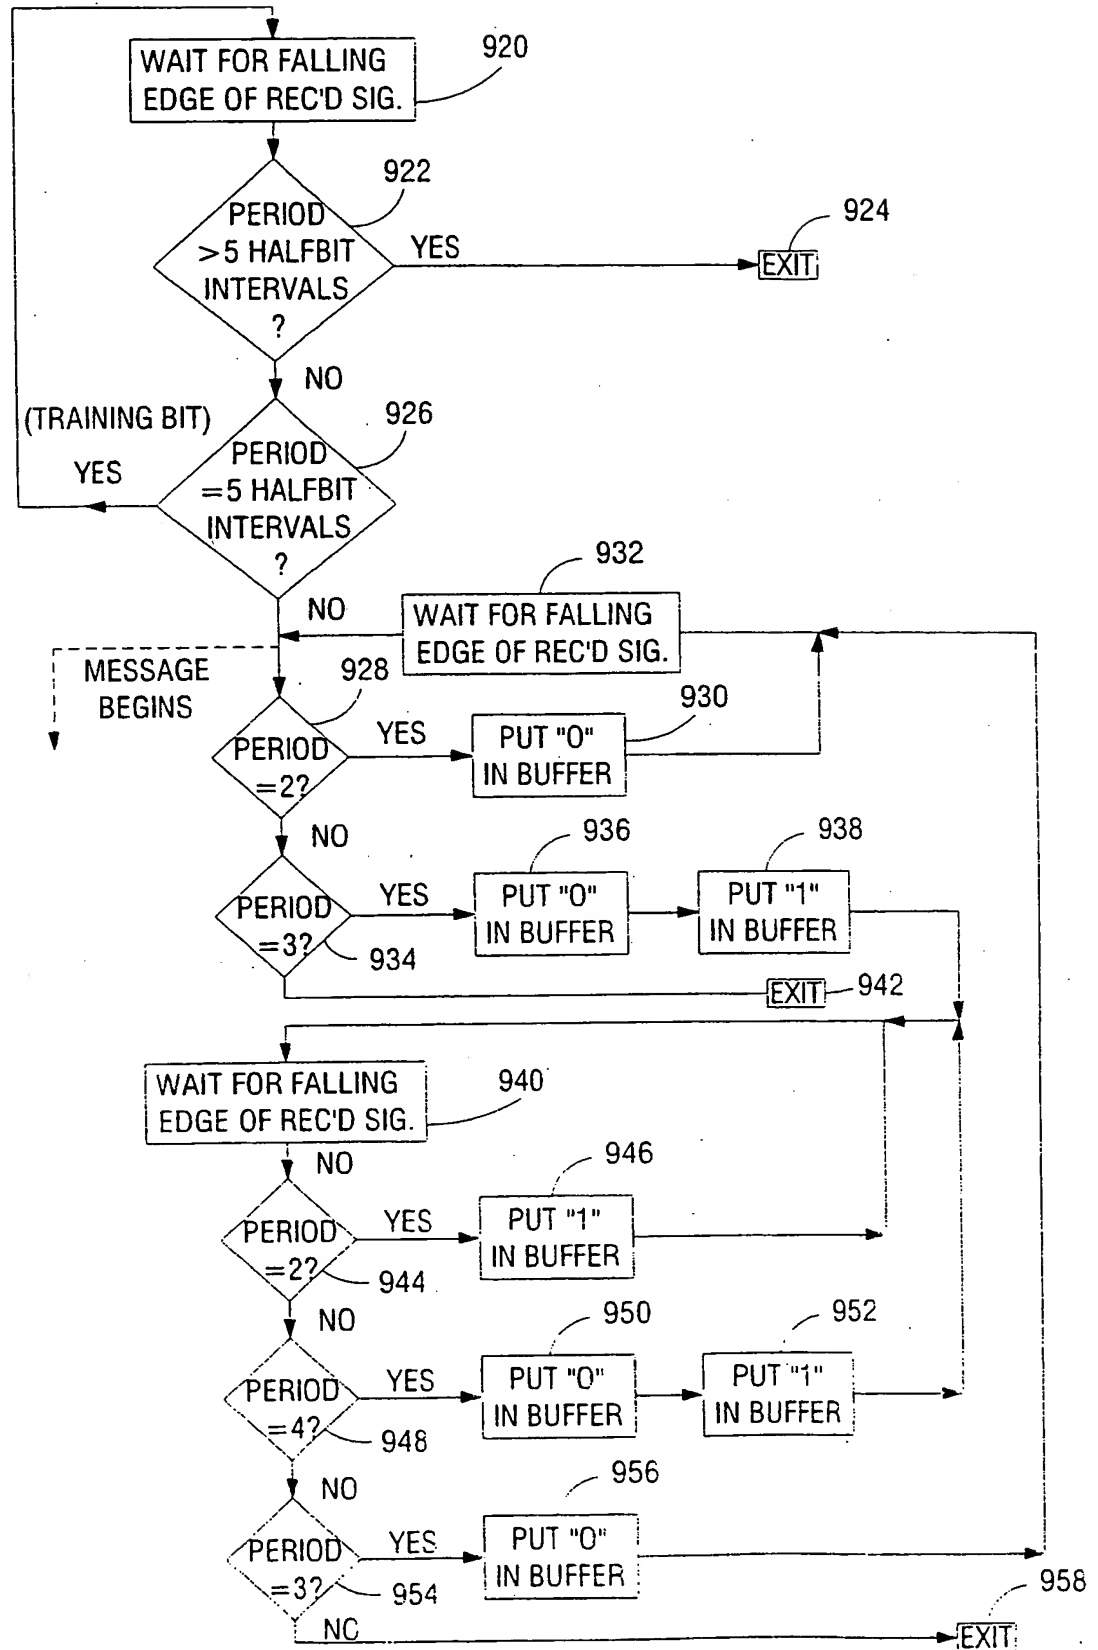 WAIT FOR FALLING
EDGE OF REC'D SIG.
920
PERIOD
>5 HALFBIT
INTERVALS
?
922
YES
EXIT
924
NO
(TRAINING BIT)
YES
PERIOD
=5 HALFBIT
INTERVALS
?
926
NO
WAIT FOR FALLING
EDGE OF REC'D SIG.
932
MESSAGE
BEGINS
PERIOD
=2?
928
YES
PUT "0"
IN BUFFER
930
NO
PERIOD
=3?
934
YES
PUT "0"
IN BUFFER
936
PUT "1"
IN BUFFER
938
EXIT
942
WAIT FOR FALLING
EDGE OF REC'D SIG.
940
NO
PERIOD
=2?
944
YES
PUT "1"
IN BUFFER
946
NO
PERIOD
=4?
948
YES
PUT "0"
IN BUFFER
950
PUT "1"
IN BUFFER
952
NO
PERIOD
=3?
954
YES
PUT "0"
IN BUFFER
956
NO
EXIT
958